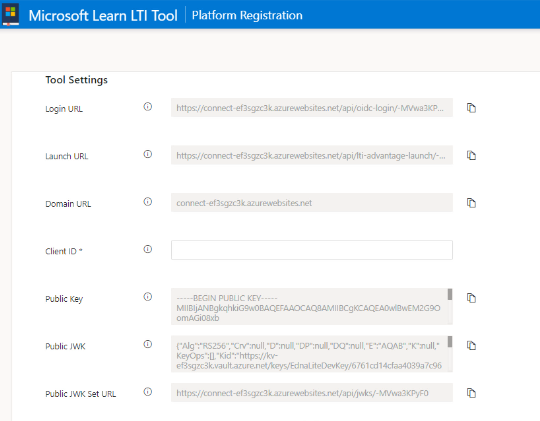 Microsoft Learn LTI Tool | Platform Registration
Tool Settings
Login URL
https://connect-ef3sgzc3k.azurewebsites.net/api/oidc-login/-MVwa3KP...
Launch URL
https://connect-ef3sgzc3k.azurewebsites.net/api/lti-advantage-launch/-...
Domain URL
connect-ef3sgzc3k.azurewebsites.net
Client ID *
Public Key
-----BEGIN PUBLIC KEY-----
MIIBIjANBgkqhkiG9w0BAQEFAAOCAQ8AMIIBCgKCAQEA0wlBwEM2G9O
omAGi08xb
Public JWK
{"Alg":"RS256","Crv":null,"D":null,"DP":null,"DQ":null,"E":"AQAB","K":null,"
KeyOps":[],"Kid":"https://kv-
ef3sgzc3k.vault.azure.net/keys/EdnaLiteDevKey/6761cd14cfaa4039a7c96
Public JWK Set URL
https://connect-ef3sgzc3k.azurewebsites.net/api/jwks/-MVwa3KPyF0